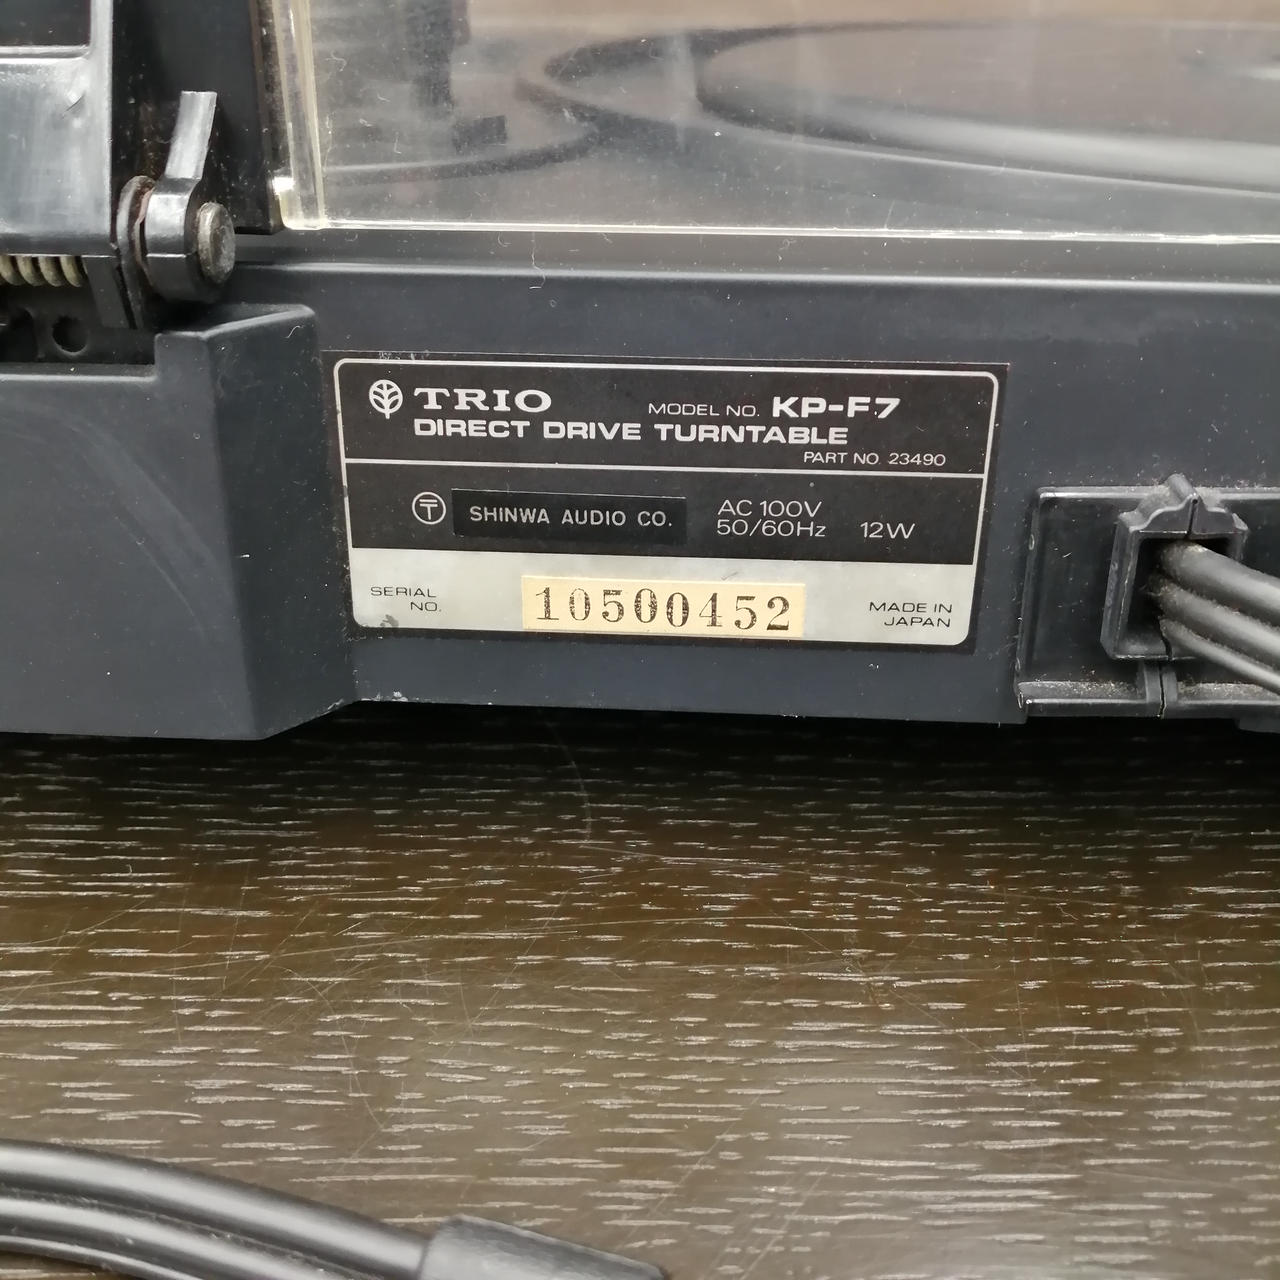 TRIO MODEL NO. KP-F7
DIRECT DRIVE TURNTABLE
PART NO. 23490
〒 SHINWA AUDIO CO. AC 100V
50/60Hz 12W
SERIAL NO. 10500452 MADE IN JAPAN